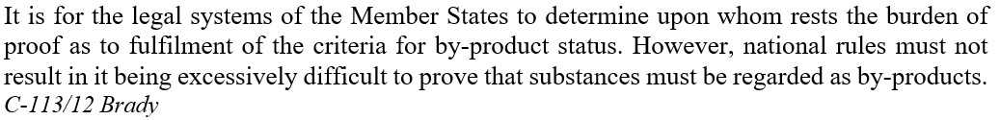 It is for the legal systems of the Member States to determine upon whom rests the burden of
proof as to fulfilment of the criteria for by-product status. However, national rules must not
result in it being excessively difficult to prove that substances must be regarded as by-products.
C-113/12 Brady